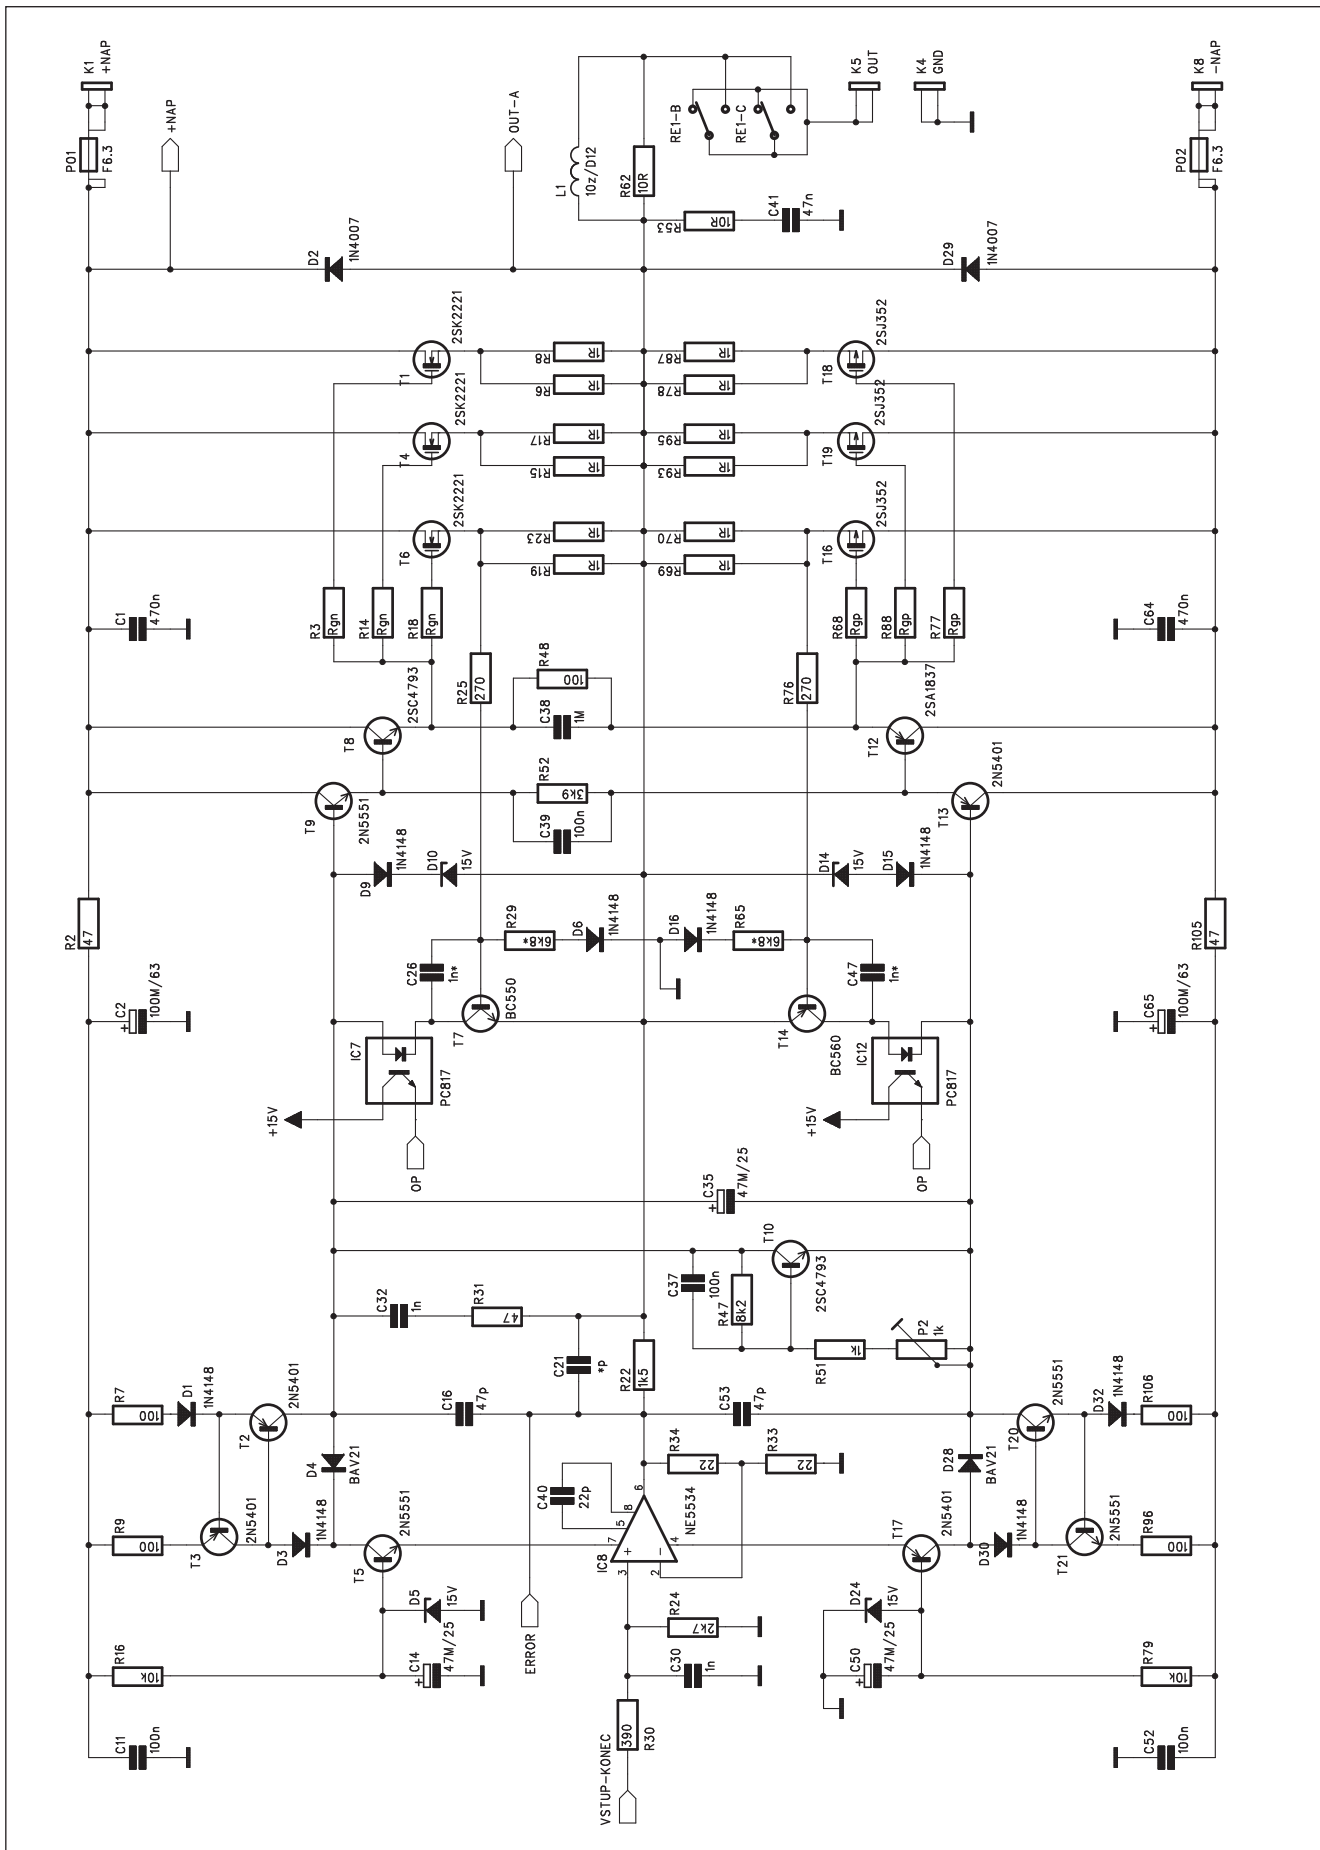 K1
+NAP
PO1
F6.3
+NAP
OUT-A
L1
10z/D12
R62
10R
RE1-B
RE1-C
K5
OUT
K4
GND
K8
-NAP
PO2
F6.3
R53
10R
C41
47n
D2
1N4007
D29
1N4007
T1
2SK2221
R8
1R
R6
1R
R87
1R
R78
1R
T18
2SJ352
T4
2SK2221
R17
1R
R15
1R
R95
1R
R93
1R
T19
2SJ352
T6
2SK2221
R23
1R
R19
1R
R70
1R
R69
1R
T16
2SJ352
C1
470n
R3
Rgn
R14
Rgn
R18
Rgn
R68
Rgp
R88
Rgp
R77
Rgp
C64
470n
T8
2SC4793
R25
270
R48
100
C38
1M
R76
270
T12
2SA1837
T9
2N5551
R52
3k9
C39
100n
T13
2N5401
R2
47
D9
1N4148
D10
15V
D14
15V
D15
1N4148
R105
47
C2
100M/63
C26
1n*
R29
6k8*
D6
1N4148
D16
1N4148
R65
6k8*
C47
1n*
C65
100M/63
IC7
PC817
T7
BC550
T14
BC560
IC12
PC817
+15V
OP
+15V
OP
C35
47M/25
T10
2SC4793
C37
100n
R47
8k2
C32
1n
R31
47
C21
*p
R22
1k5
R51
1k
P2
1k
R7
100
D1
1N4148
T2
2N5401
C16
47p
C53
47p
T20
2N5551
D32
1N4148
R106
100
D4
BAV21
R34
22
R33
22
D28
BAV21
R9
100
T3
2N5401
D3
1N4148
T5
2N5551
C40
22p
IC8
NE5534
3
2
7
5
8
6
4
+
−
T17
2N5401
D30
1N4148
T21
2N5551
R96
100
D5
15V
ERROR
R24
2k7
D24
15V
R16
10k
C14
47M/25
C30
1n
C50
47M/25
R79
10k
C11
100n
VSTUP-KONEC
390
R30
C52
100n